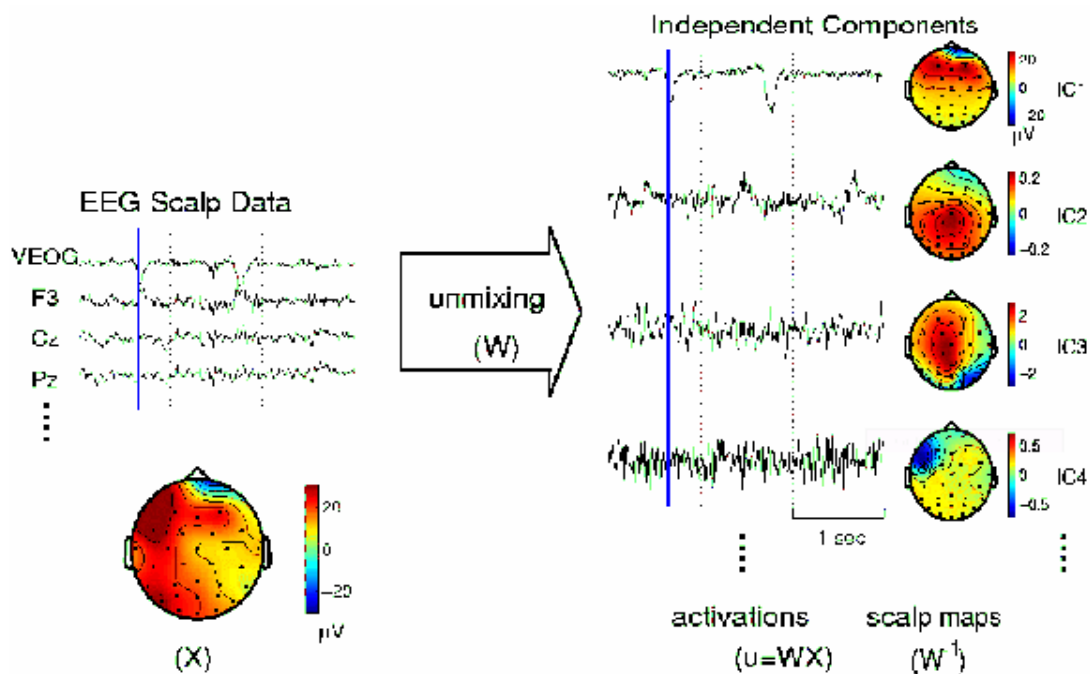 Independent Components
20
0
-20
μV
IC1
EEG Scalp Data
0.2
0
-0.2
IC2
VEOG
F3
Cz
Pz
unmixing
(W)
2
0
-2
IC3
0.5
0
-0.5
IC4
20
0
-20
μV
1 sec
(X)
activations
(u=WX)
scalp maps
(W-1)